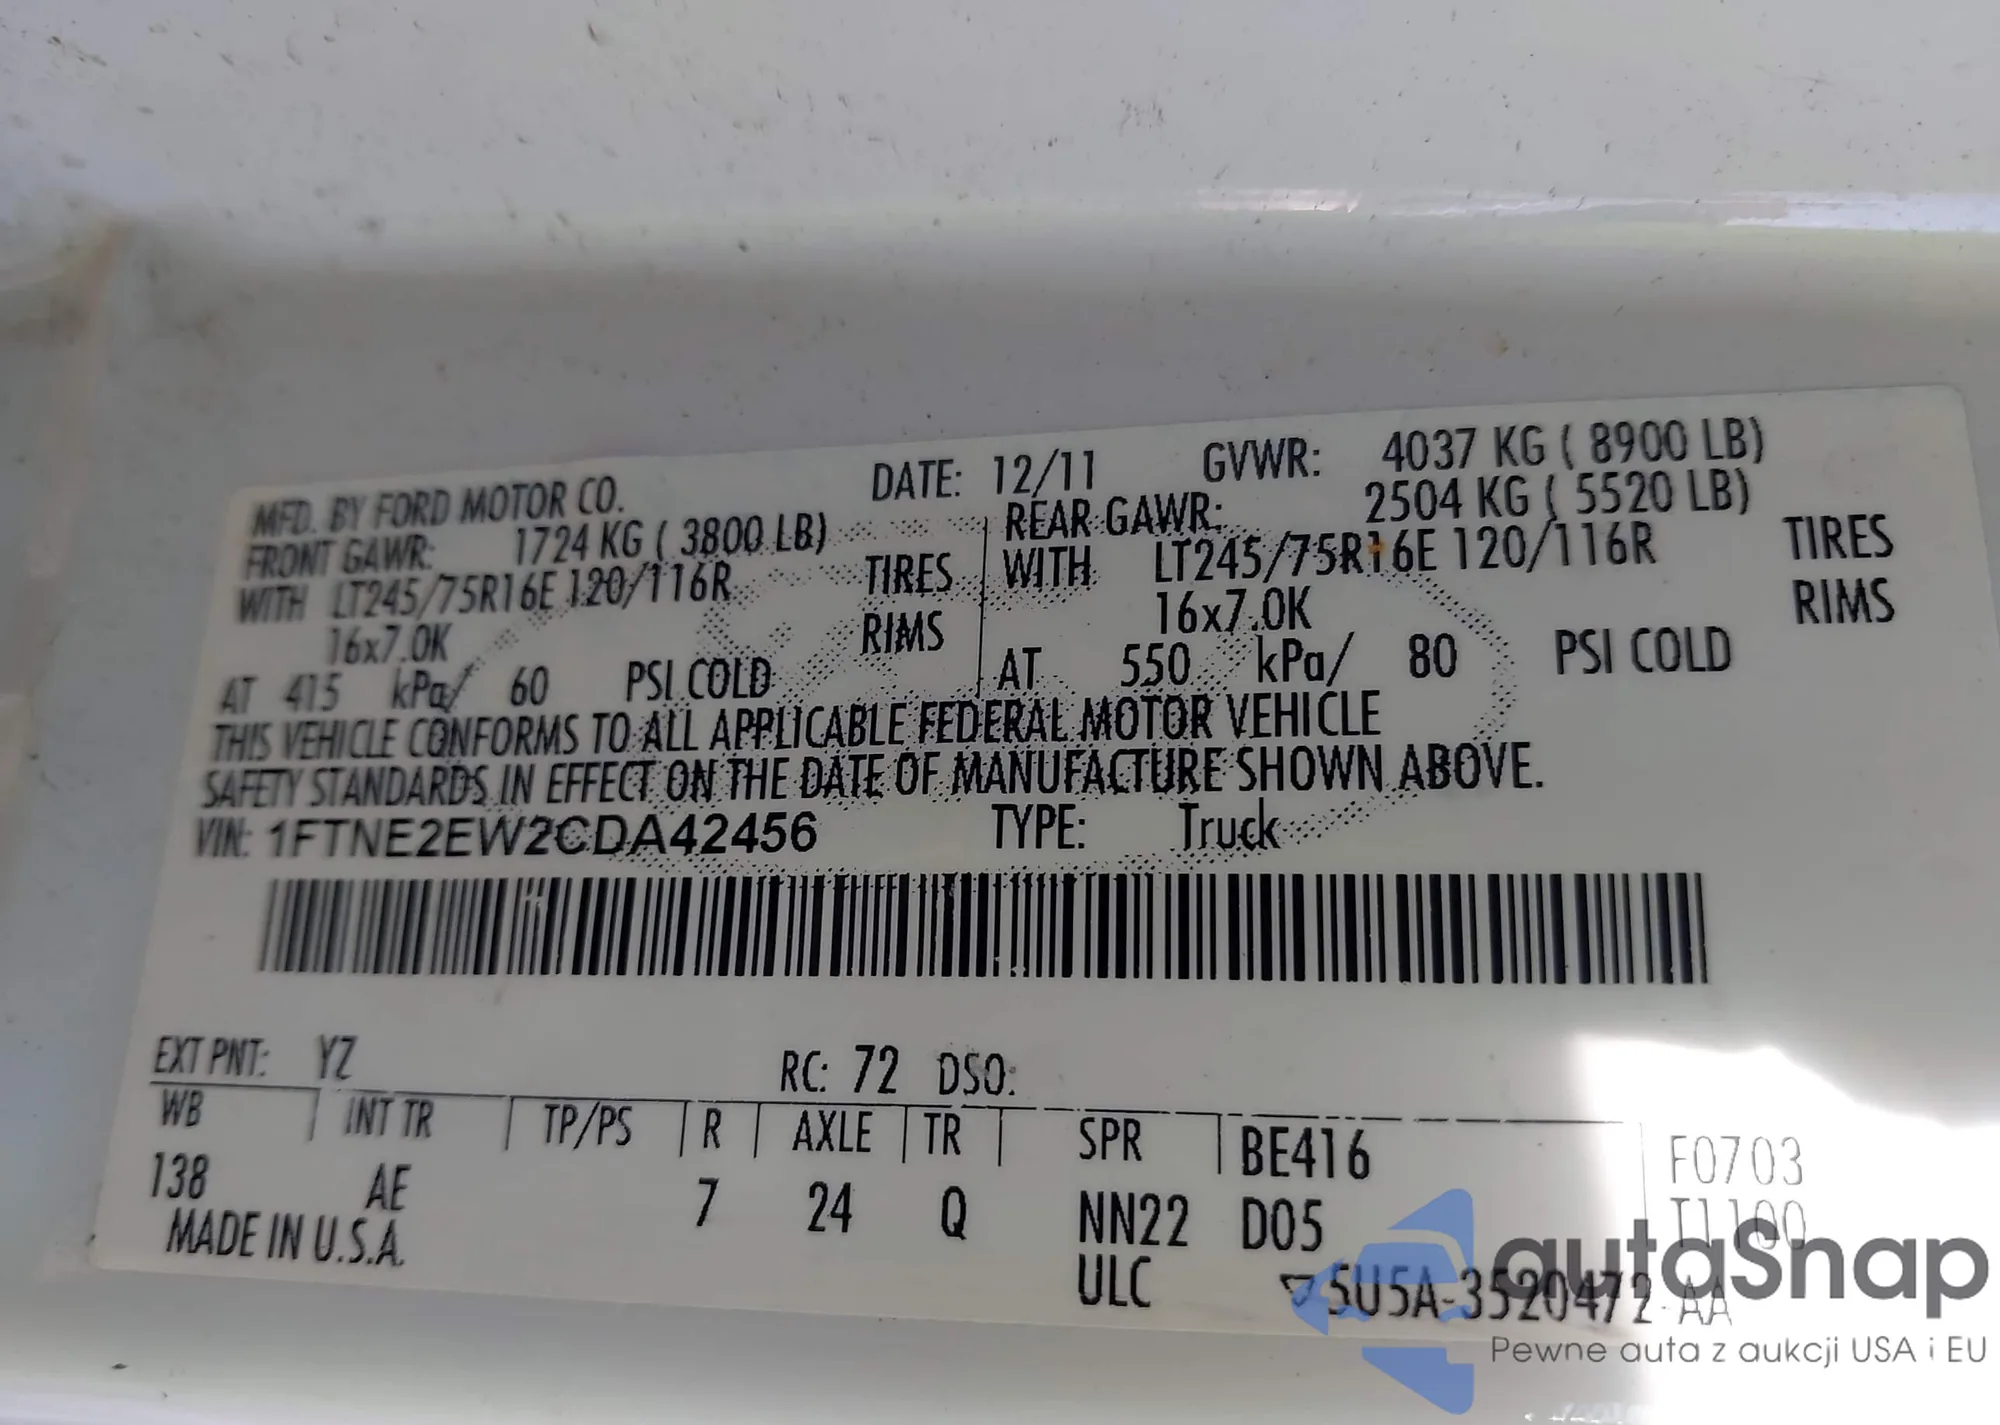 MFD. BY FORD MOTOR CO. DATE: 12/11 GVWR: 4037 KG ( 8900 LB)
FRONT GAWR: 1724 KG ( 3800 LB) REAR GAWR: 2504 KG ( 5520 LB)
WITH LT245/75R16E 120/116R TIRES WITH LT245/75R16E 120/116R TIRES
16x7.0K RIMS 16x7.0K RIMS
AT 415 kPa/ 60 PSI COLD AT 550 kPa/ 80 PSI COLD
THIS VEHICLE CONFORMS TO ALL APPLICABLE FEDERAL MOTOR VEHICLE
SAFETY STANDARDS IN EFFECT ON THE DATE OF MANUFACTURE SHOWN ABOVE.
VIN: 1FTNE2EW2CDA42456 TYPE: Truck
EXT PNT: YZ RC: 72 DSO:
WB INT TR TP/PS R AXLE TR SPR BE416 F0703
138 AE 7 24 Q NN22 D05 T1100
MADE IN U.S.A. ULC 5U5A-3520472-AA
autaSnap
Pewne auta z aukcji USA i EU